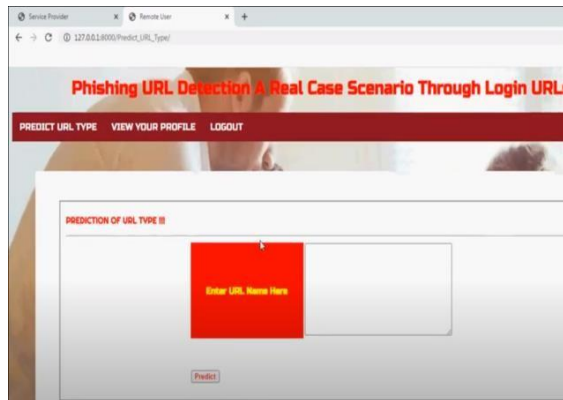 Service Provider
Remote User
127.0.0.1:8000/Predict_URL_Type/
Phishing URL Detection A Real Case Scenario Through Login URLs
PREDICT URL TYPE VIEW YOUR PROFILE LOGOUT
PREDICTION OF URL TYPE !!!
Enter URL Name Here
Predict